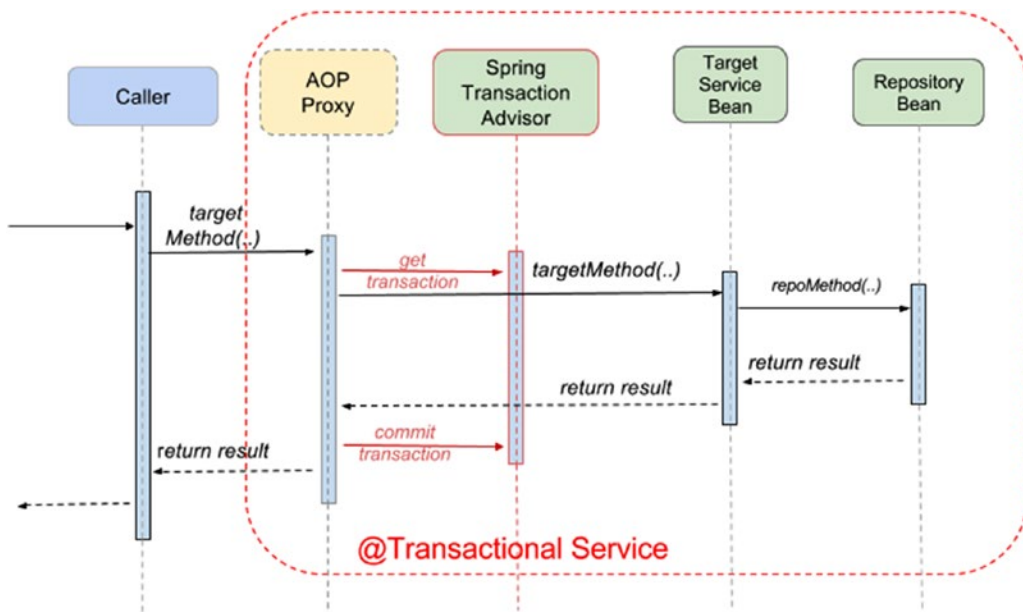 Caller
AOP
Proxy
Spring
Transaction
Advisor
Target
Service
Bean
Repository
Bean
target
Method(..)
get
transaction
targetMethod(..)
repoMethod(..)
return result
return result
commit
transaction
return result
@Transactional Service